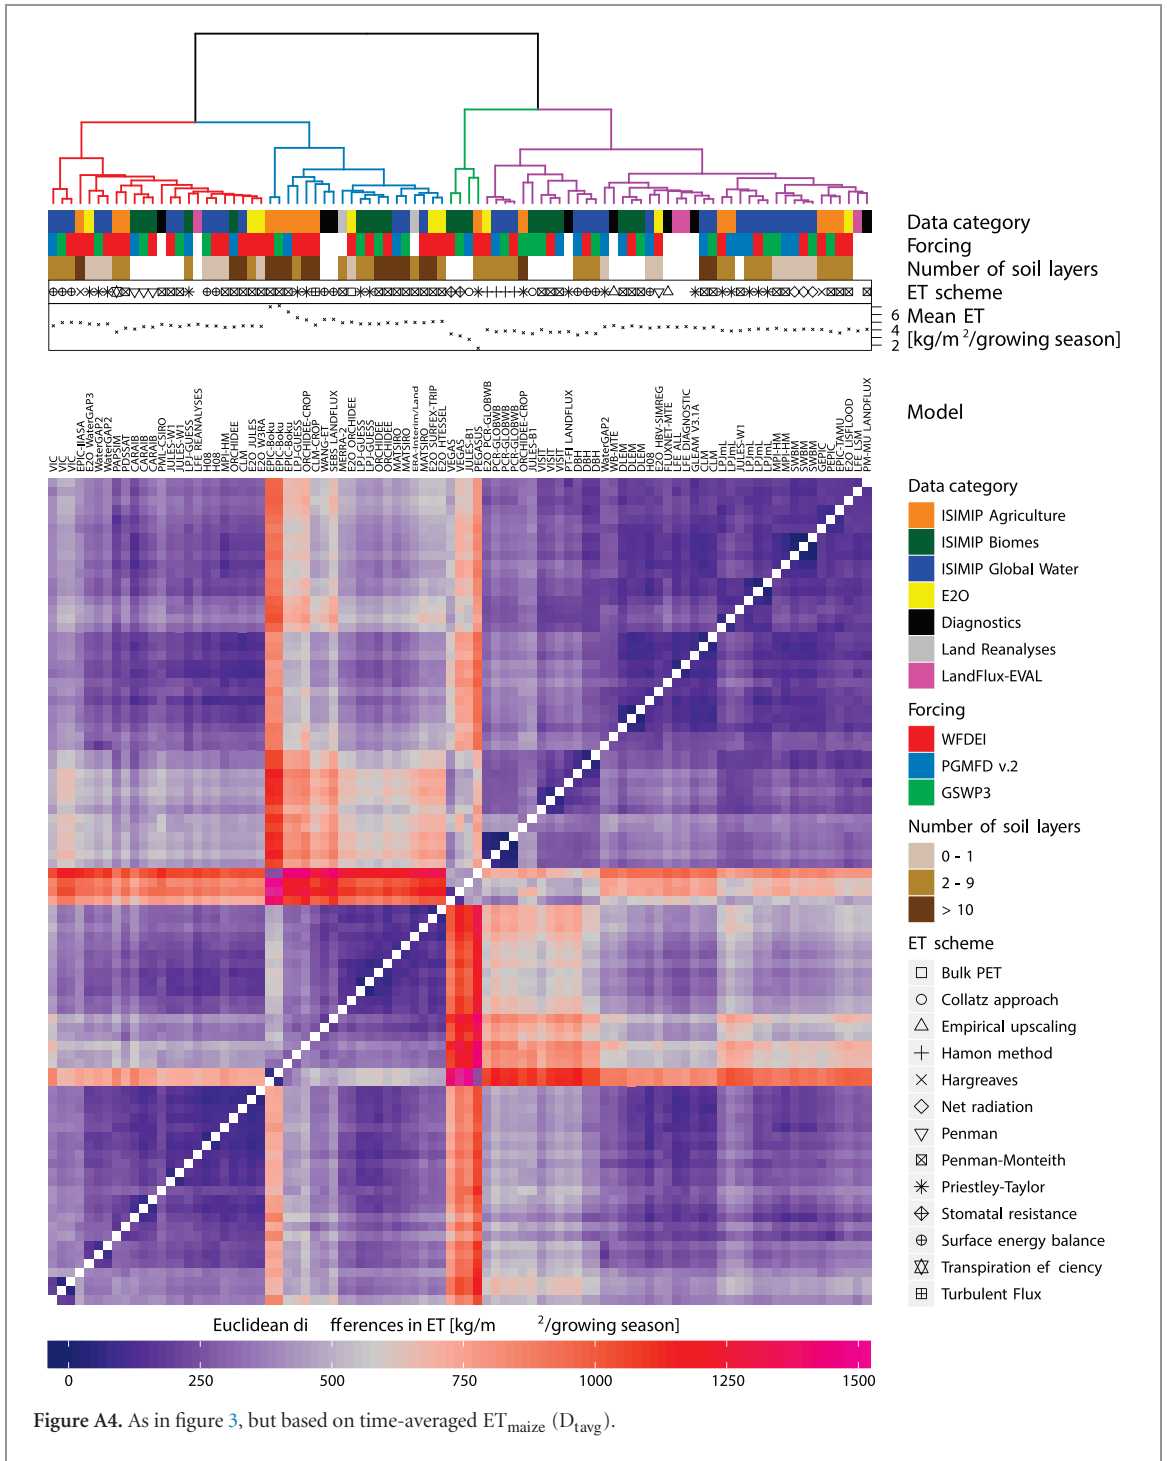 Data category
Forcing
Number of soil layers
ET scheme
Mean ET
[kg/m2/growing season]
6
4
2
Model
VIC
VIC
VIC
EPIC-IIASA
E2O WaterGAP3
WaterGAP2
WaterGAP2
PAPSIM
PDSSAT
CARAIB
CARAIB
CARAIB
PML-CSIRO
JULES-W1
JULES-W1
LPJ-GUESS
LFE REANALYSES
H08
H08
MPI-HM
ORCHIDEE
CLM
E2O JULES
E2O W3RA
EPIC-Boku
EPIC-Boku
EPIC-Boku
LPJ-GUESS
ORCHIDEE-CROP
CLM-CROP
WANG-ET
SEBS LANDFLUX
MERRA-2
E2O ORCHIDEE
LPJ-GUESS
LPJ-GUESS
ORCHIDEE
ORCHIDEE
MATSIRO
MATSIRO
ERA-Interim/Land
MATSIRO
E2O SURFEX-TRIP
E2O HTESSEL
VEGAS
VEGAS
JULES-B1
PEGASUS
E2O PCR-GLOBWB
PCR-GLOBWB
PCR-GLOBWB
PCR-GLOBWB
ORCHIDEE-CROP
JULES-B1
VISIT
VISIT
VISIT
PT-FI LANDFLUX
DBH
DBH
DBH
WaterGAP2
WB-MTE
DLEM
DLEM
DLEM
H08
E2O HBV-SIMREG
FLUXNET-MTE
LFE ALL
LFE DIAGNOSTIC
GLEAM V3.1A
CLM
CLM
LPJmL
LPJmL
JULES-W1
LPJmL
LPJmL
LPJmL
MPI-HM
MPI-HM
SWBM
SWBM
SWBM
GEPIC
PEPIC
EPIC-TAMU
E2O LISFLOOD
LFE LSM
PM-MU LANDFLUX
Data category
ISIMIP Agriculture
ISIMIP Biomes
ISIMIP Global Water
E2O
Diagnostics
Land Reanalyses
LandFlux-EVAL
Forcing
WFDEI
PGMFD v.2
GSWP3
Number of soil layers
0 - 1
2 - 9
> 10
ET scheme
Bulk PET
Collatz approach
Empirical upscaling
Hamon method
Hargreaves
Net radiation
Penman
Penman-Monteith
Priestley-Taylor
Stomatal resistance
Surface energy balance
Transpiration ef ciency
Turbulent Flux
Euclidean di fferences in ET [kg/m 2/growing season]
0 250 500 750 1000 1250 1500
Figure A4. As in figure 3, but based on time-averaged ETmaize (Dtavg).